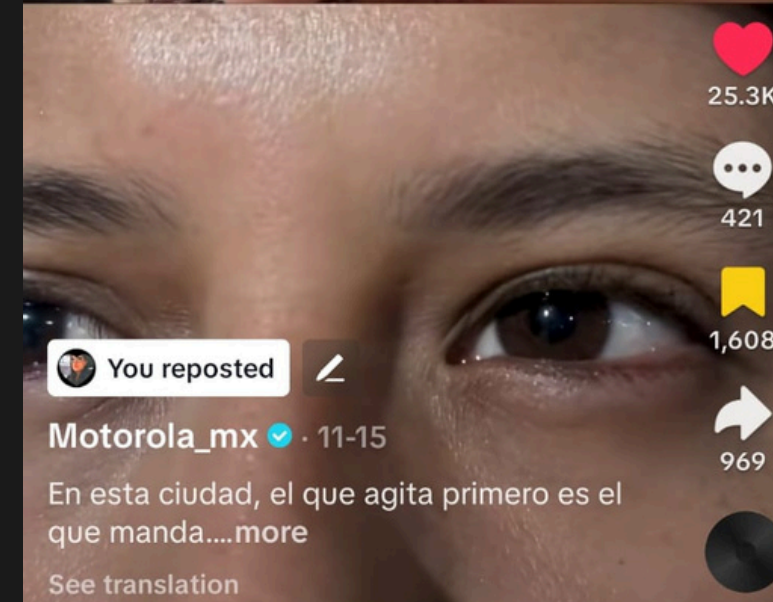 25.3K
421
1,608
969
You reposted
Motorola_mx · 11-15
En esta ciudad, el que agita primero es el
que manda....more
See translation